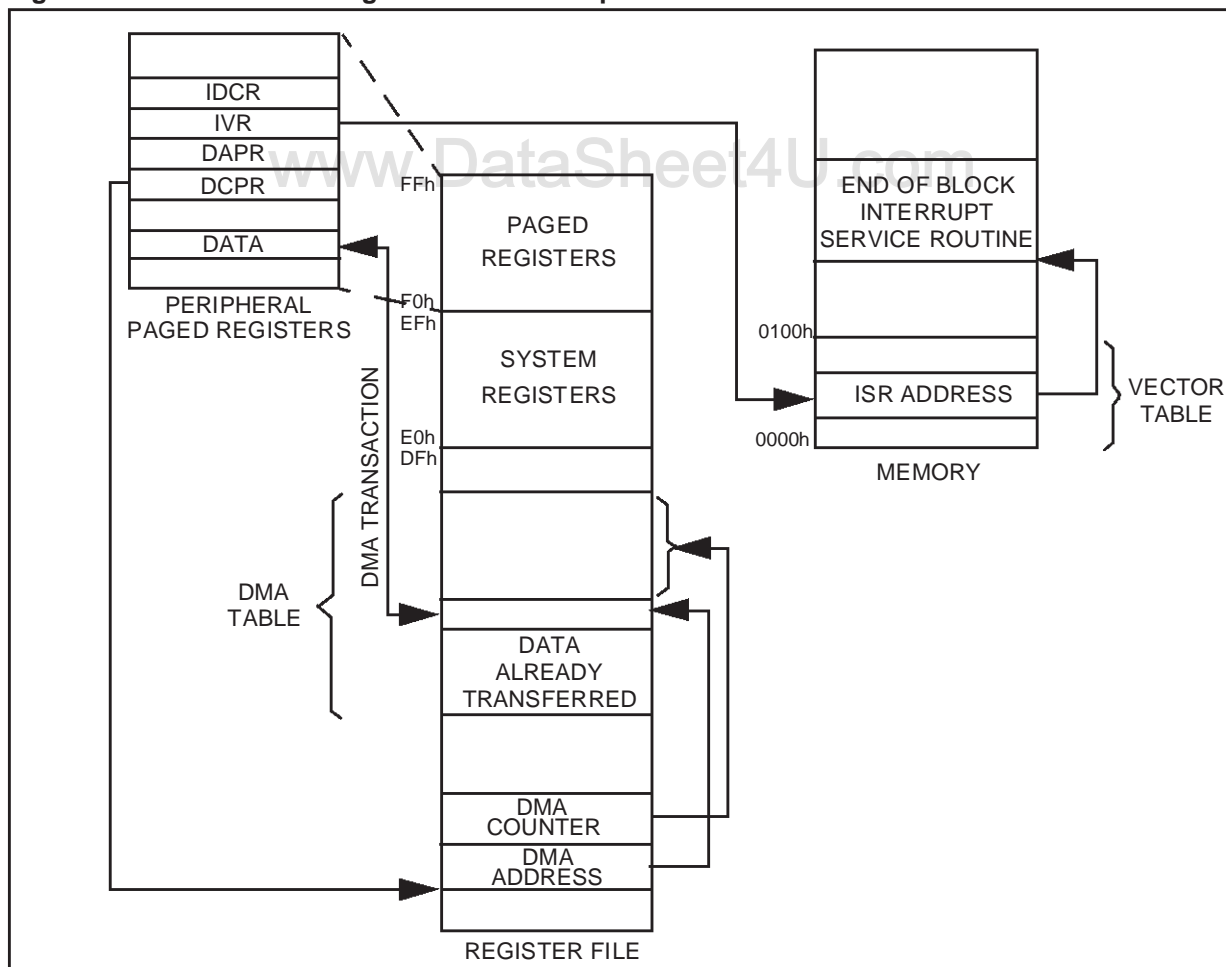 IDCR
IVR
DAPR
DCPR
DATA
PERIPHERAL
PAGED REGISTERS
www.DataSheet4U.com
FFh
PAGED
REGISTERS
F0h
EFh
SYSTEM
REGISTERS
E0h
DFh
DMA TRANSACTION
DMA
TABLE
DATA
ALREADY
TRANSFERRED
DMA
COUNTER
DMA
ADDRESS
REGISTER FILE
END OF BLOCK
INTERRUPT
SERVICE ROUTINE
0100h
ISR ADDRESS
0000h
VECTOR
TABLE
MEMORY